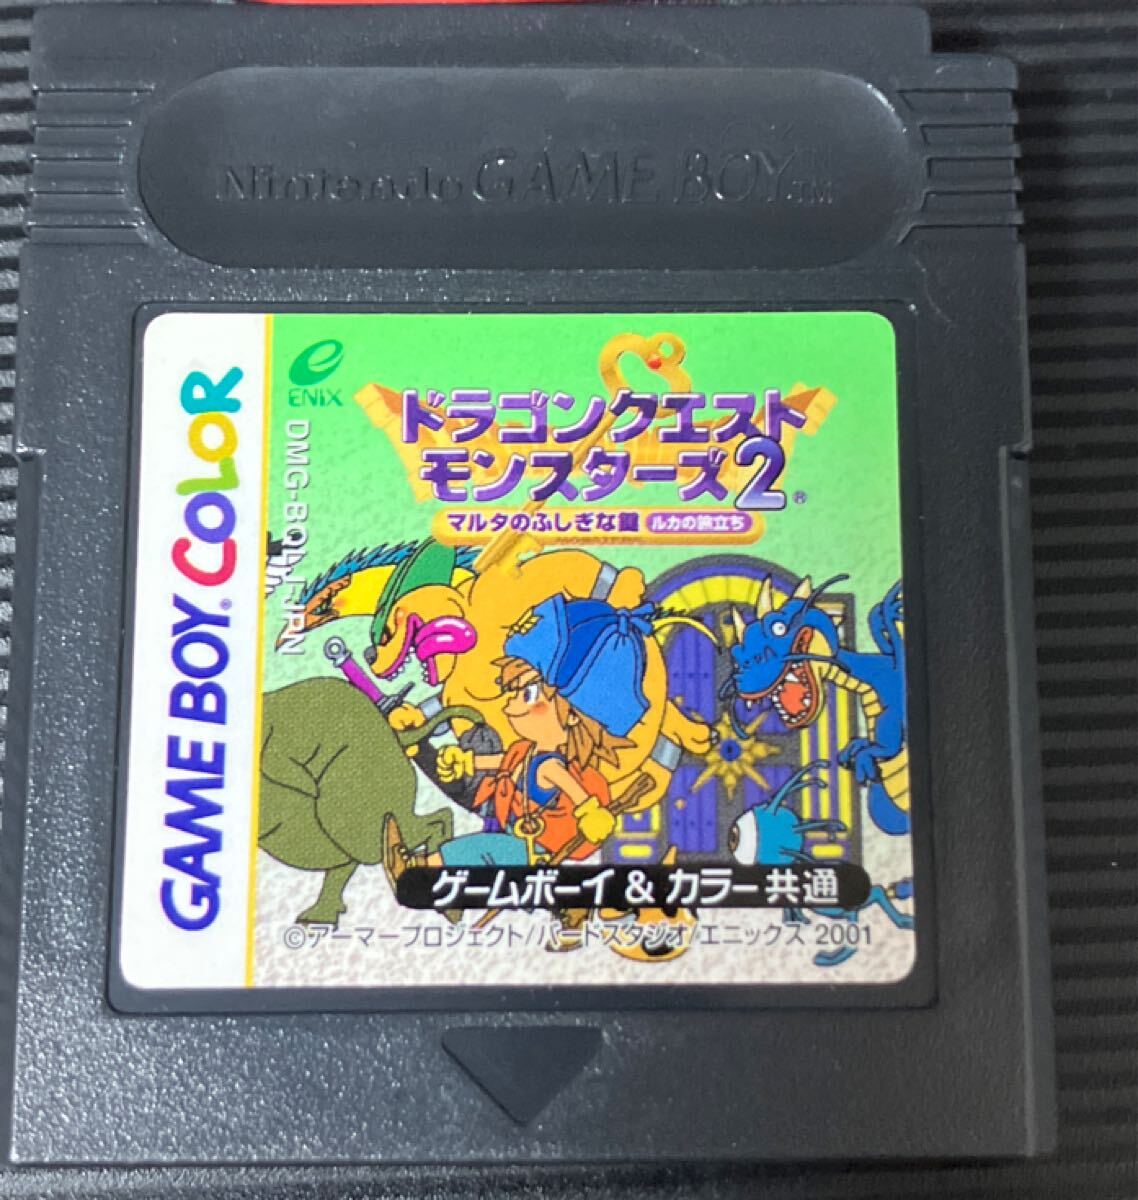 Nintendo GAME BOY TM
ENIX
ドラゴンクエスト
モンスターズ2®
マルタのふしぎな鍵 ルカの旅立ち
GAME BOY COLOR
DMG-BQLJ-JPN
ゲームボーイ & カラー 共通
©アーマープロジェクト/バードスタジオ/エニックス 2001